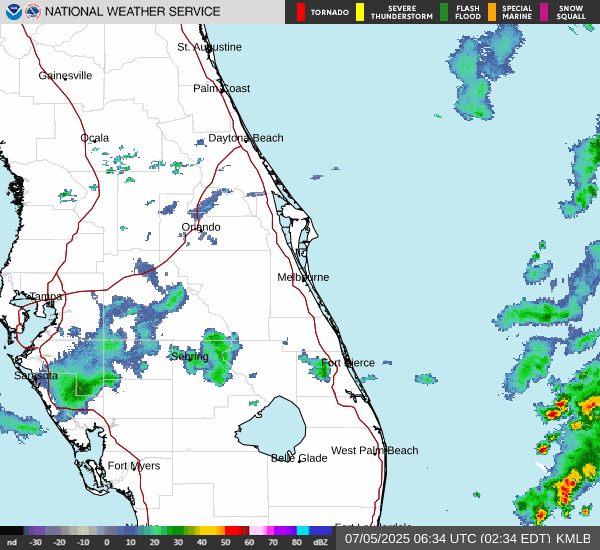 NATIONAL WEATHER SERVICE
TORNADO
SEVERE THUNDERSTORM
FLASH FLOOD
SPECIAL MARINE
SNOW SQUALL
St. Augustine
Gainesville
Palm Coast
Ocala
Daytona Beach
Orlando
Melbourne
Tampa
Sebring
Fort Pierce
Sarasota
West Palm Beach
Belle Glade
Fort Myers
nd -30 -20 -10 0 10 20 30 40 50 60 70 80 dBZ
07/05/2025 06:34 UTC (02:34 EDT) KMLB